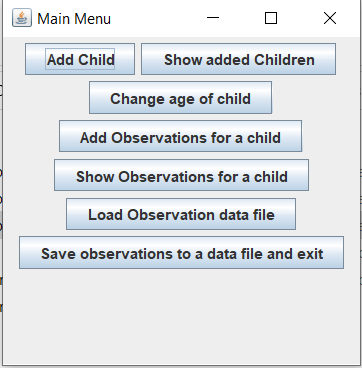 Main Menu
Add Child Show added Children
Change age of child
Add Observations for a child
Show Observations for a child
Load Observation data file
Save observations to a data file and exit